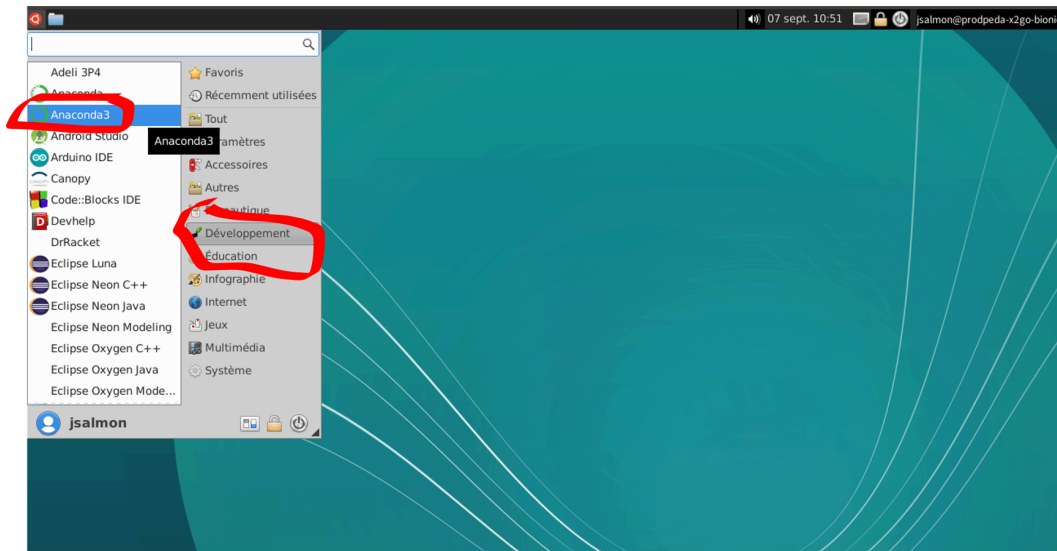 07 sept. 10:51 jsalmon@prodpeda-x2go-bioni
Adeli 3P4
Anaconda
Anaconda3
Android Studio
Arduino IDE
Canopy
Code::Blocks IDE
Devhelp
DrRacket
Eclipse Luna
Eclipse Neon C++
Eclipse Neon Java
Eclipse Neon Modeling
Eclipse Oxygen C++
Eclipse Oxygen Java
Eclipse Oxygen Mode...
Anaconda3
Favoris
Récemment utilisées
Tout
ramètres
Accessoires
Autres
Développement
Éducation
Infographie
Internet
Jeux
Multimédia
Système
jsalmon